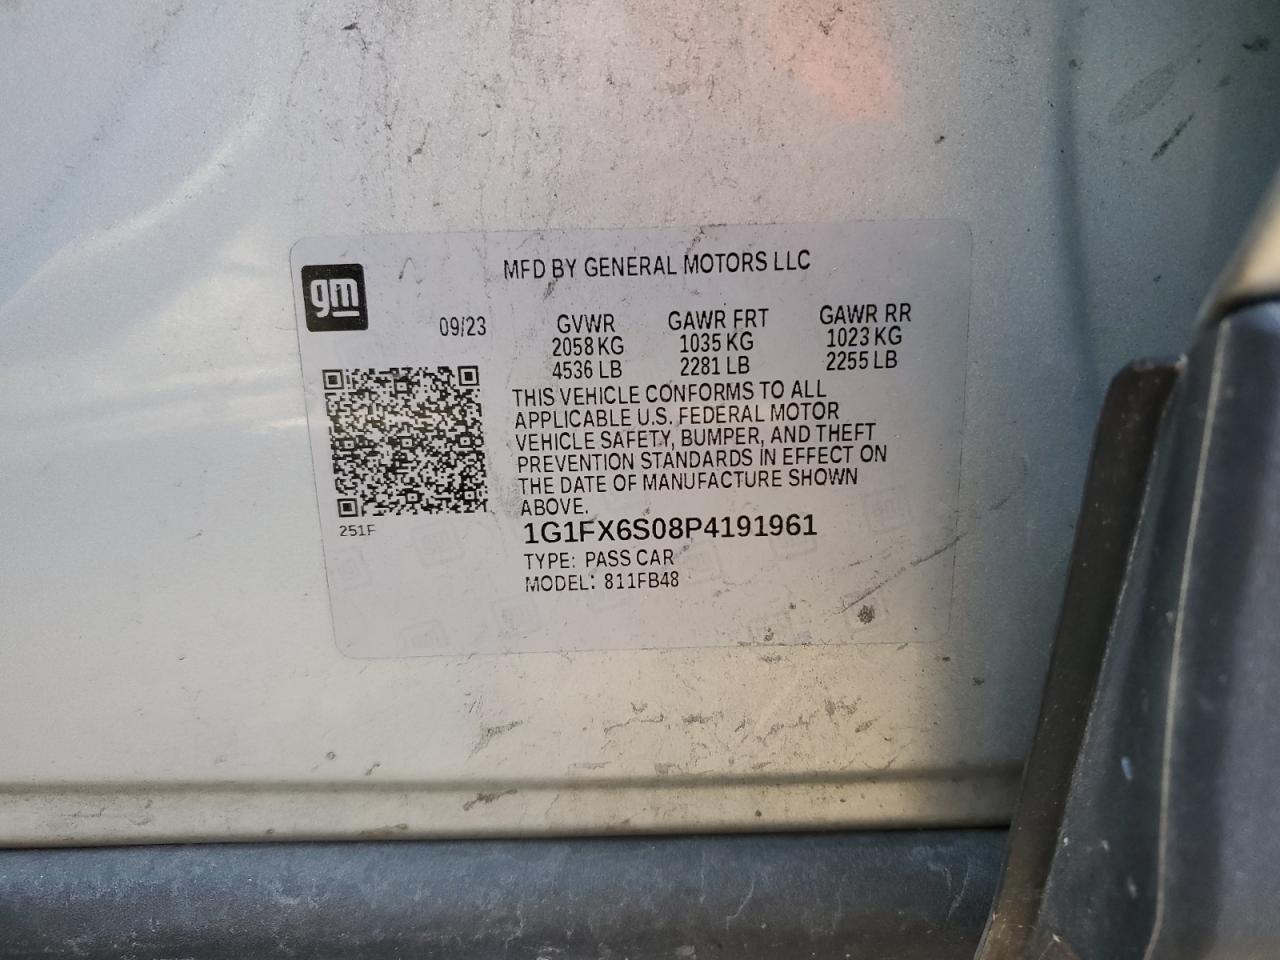 gm
MFD BY GENERAL MOTORS LLC
09/23
GVWR GAWR FRT GAWR RR
2058 KG 1035 KG 1023 KG
4536 LB 2281 LB 2255 LB
THIS VEHICLE CONFORMS TO ALL
APPLICABLE U.S. FEDERAL MOTOR
VEHICLE SAFETY, BUMPER, AND THEFT
PREVENTION STANDARDS IN EFFECT ON
THE DATE OF MANUFACTURE SHOWN
ABOVE.
251F
1G1FX6S08P4191961
TYPE: PASS CAR
MODEL: 811FB48